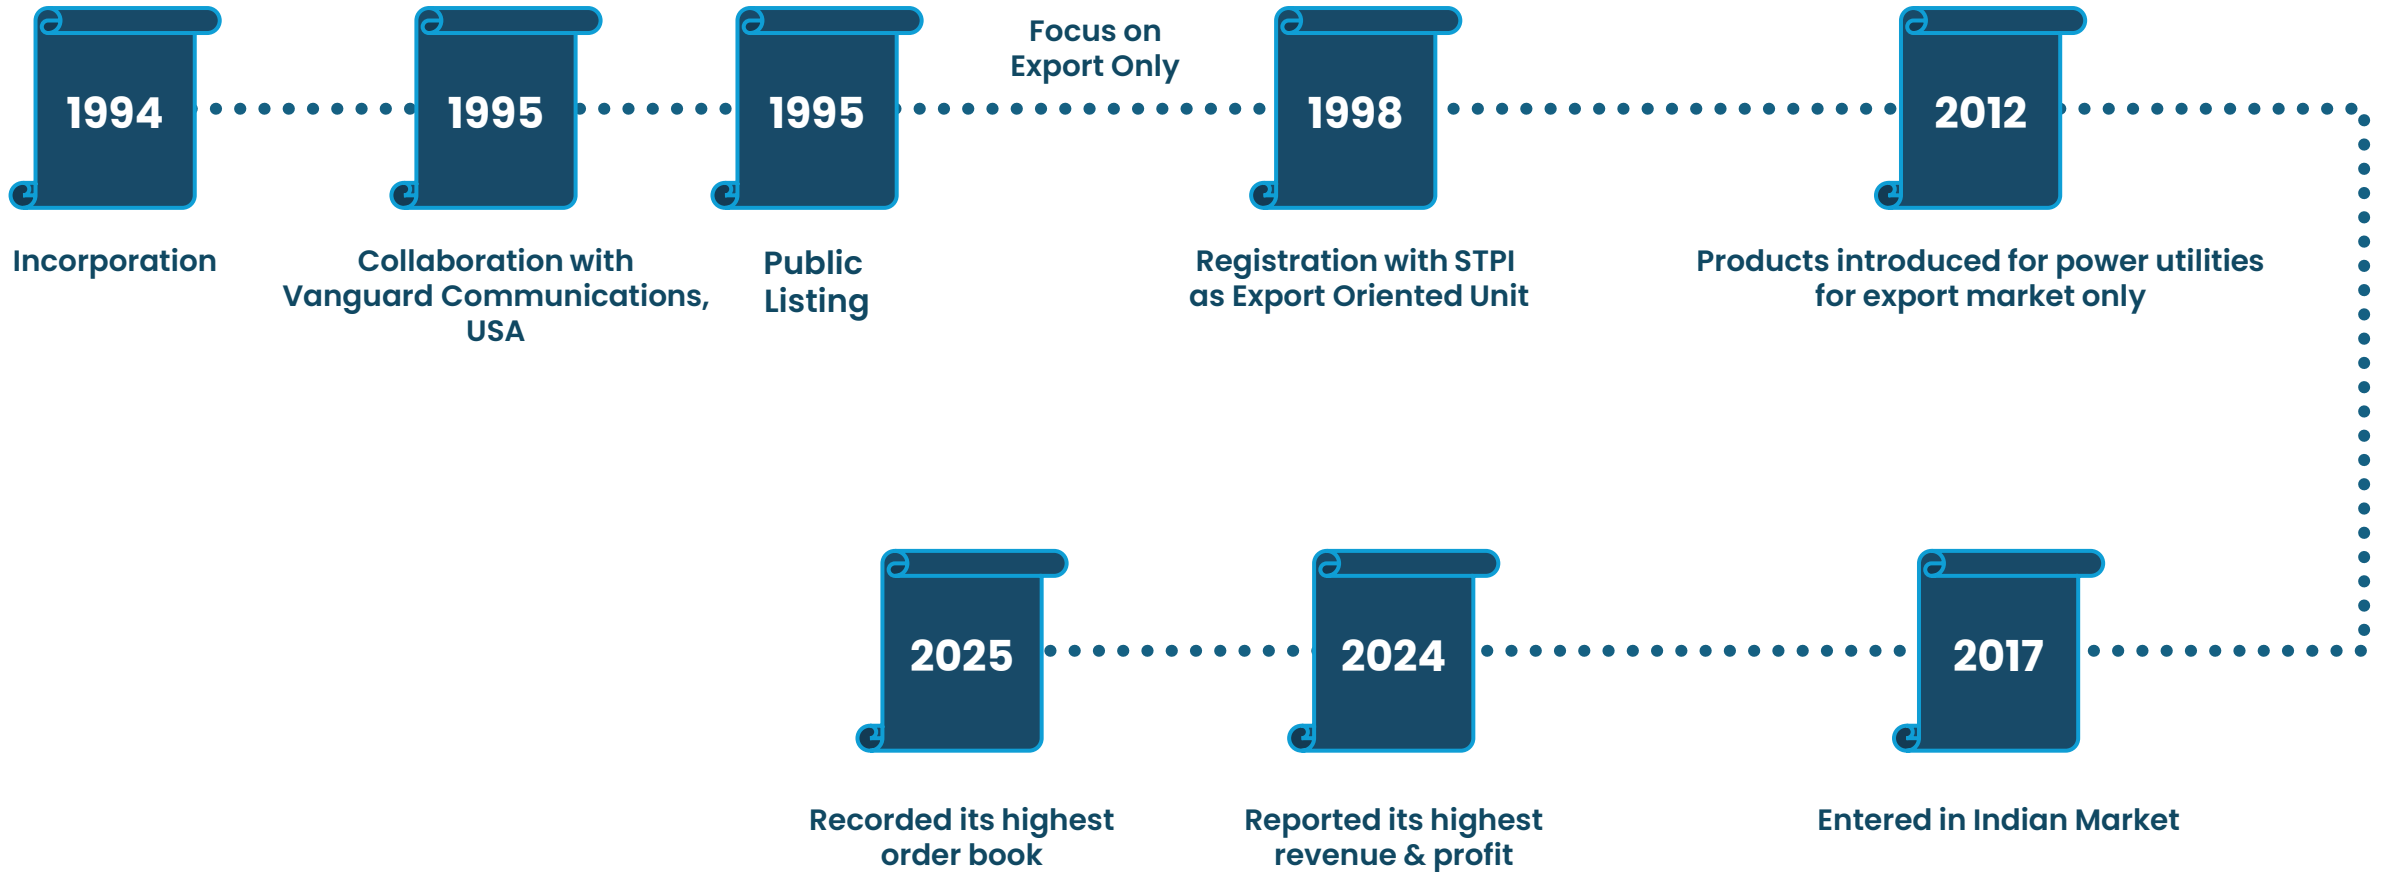 1994
Incorporation
1995
Collaboration with
Vanguard Communications,
USA
1995
Public
Listing
Focus on
Export Only
1998
Registration with STPI
as Export Oriented Unit
2012
Products introduced for power utilities
for export market only
2017
Entered in Indian Market
2024
Reported its highest
revenue & profit
2025
Recorded its highest
order book